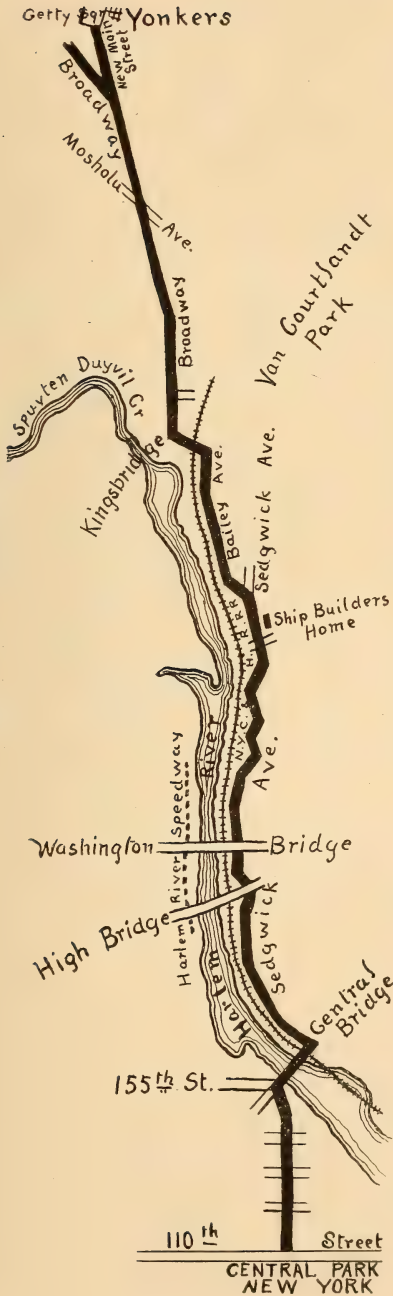 Getty Sqr. Yonkers
New Main
Street
Broadway
Mosholu
Ave.
Broadway
Van Courtlandt
Park
Spuyten Duyvil Cr
Kingsbridge
Bailey Ave.
Sedgwick Ave.
Ship Builders
Home
N.Y.C. & H.R.R.R.
River
Harlem River Speedway
Ave.
Washington Bridge
High Bridge
Sedgwick
Harlem
Central
Bridge
155th St.
110th Street
CENTRAL PARK
NEW YORK